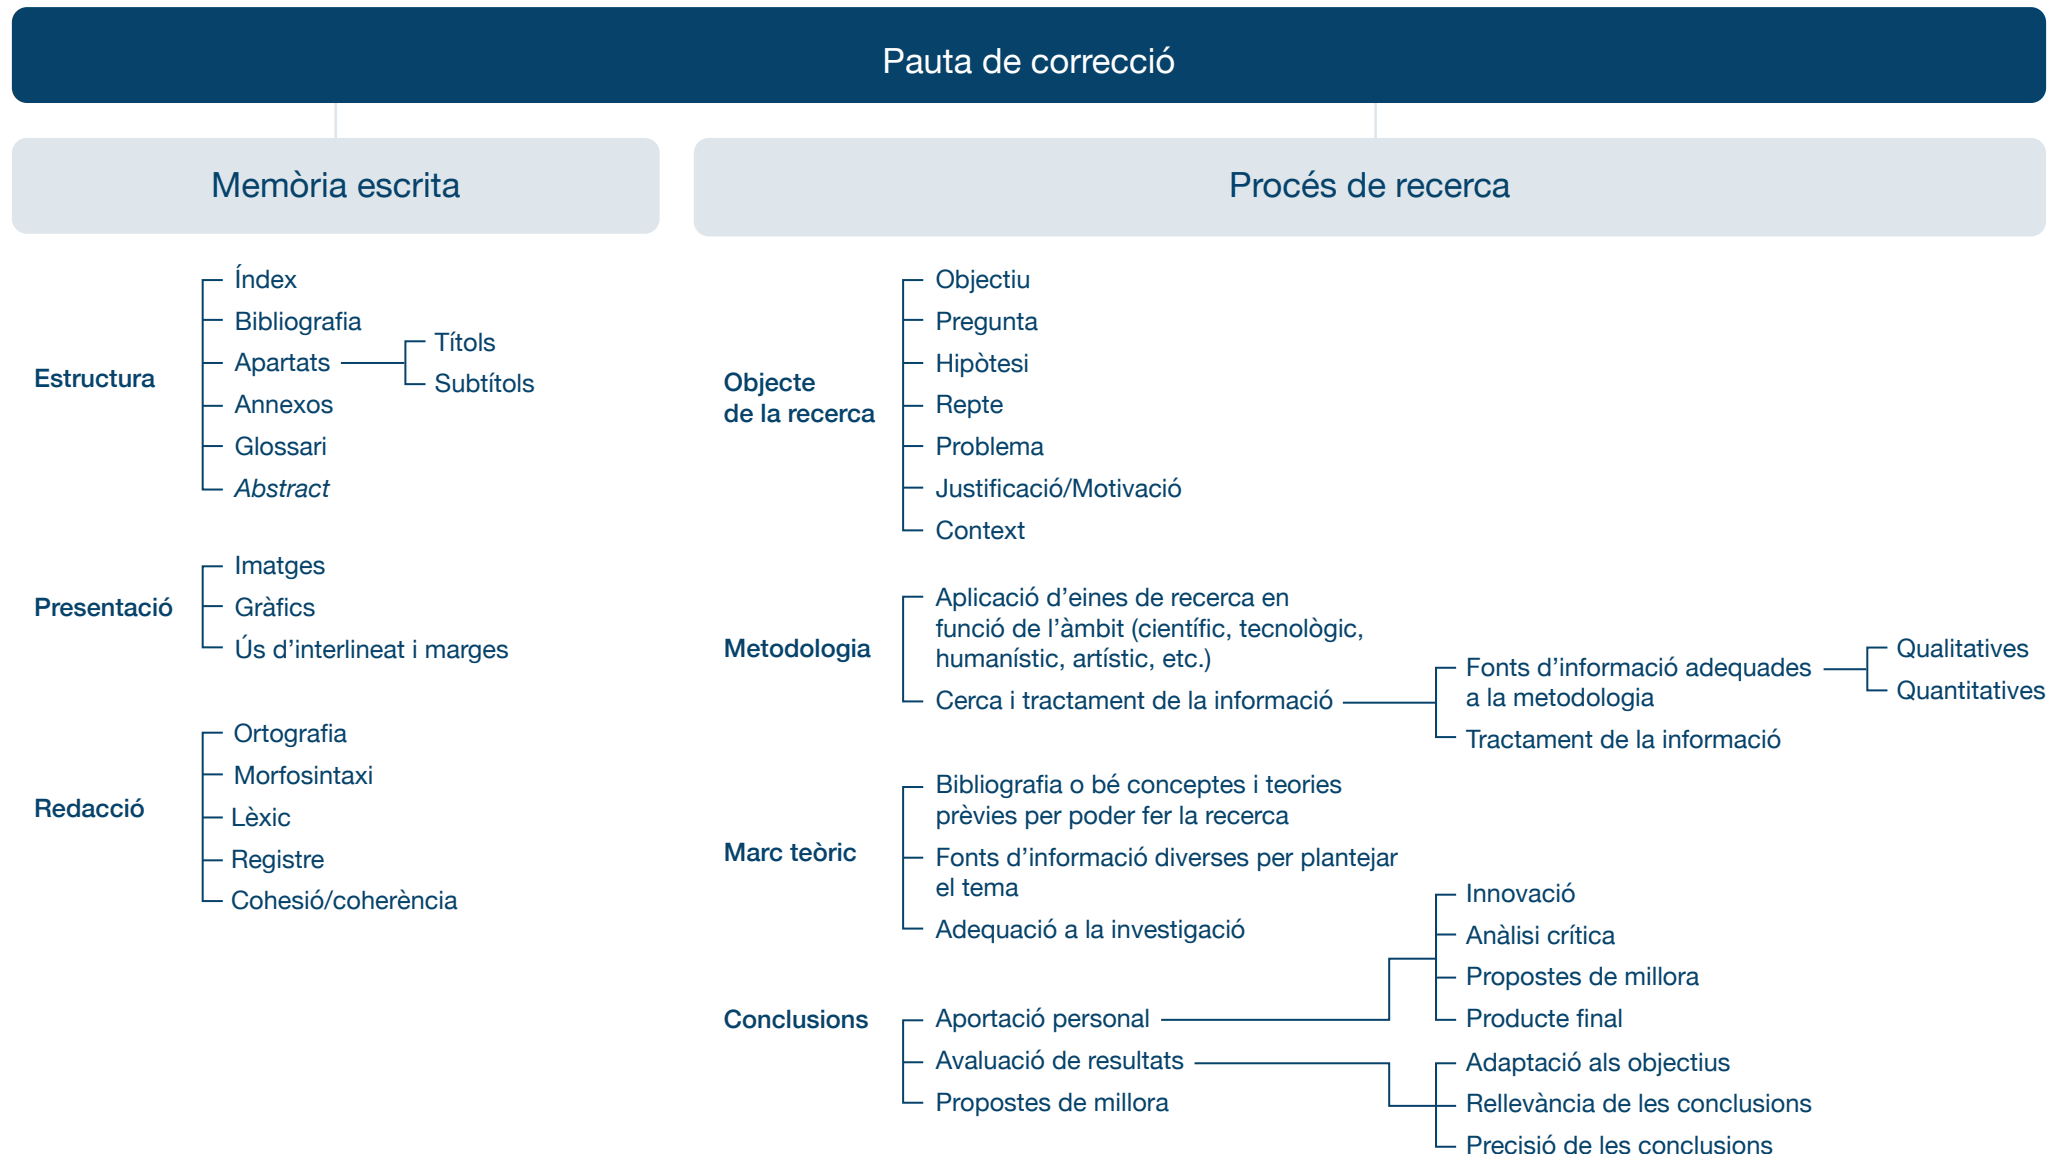 Pauta de correcció
Memòria escrita
Estructura
Índex
Bibliografia
Apartats
Títols
Subtítols
Annexos
Glossari
Abstract
Presentació
Imatges
Gràfics
Ús d’interlineat i marges
Redacció
Ortografia
Morfosintaxi
Lèxic
Registre
Cohesió/coherència
Procés de recerca
Objecte
de la recerca
Objectiu
Pregunta
Hipòtesi
Repte
Problema
Justificació/Motivació
Context
Metodologia
Aplicació d’eines de recerca en
funció de l’àmbit (científic, tecnològic,
humanístic, artístic, etc.)
Cerca i tractament de la informació
Fonts d’informació adequades
a la metodologia
Qualitatives
Quantitatives
Tractament de la informació
Marc teòric
Bibliografia o bé conceptes i teories
prèvies per poder fer la recerca
Fonts d’informació diverses per plantejar
el tema
Adequació a la investigació
Conclusions
Aportació personal
Innovació
Anàlisi crítica
Propostes de millora
Producte final
Avaluació de resultats
Adaptació als objectius
Rellevància de les conclusions
Precisió de les conclusions
Propostes de millora